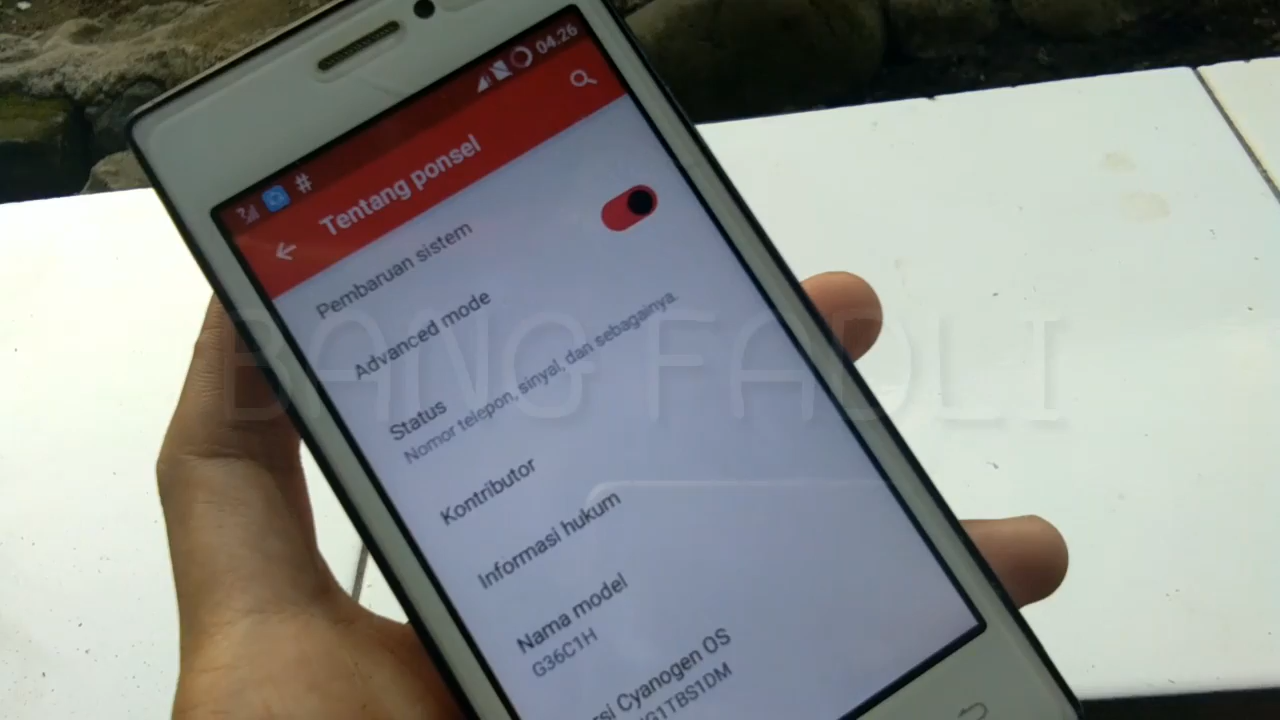 04.26
Tentang ponsel
Pembaruan sistem
Advanced mode
Status
Nomor telepon, sinyal, dan sebagainya.
Kontributor
Informasi hukum
Nama model
G36C1H
Cyanogen OS
BANG FADLI